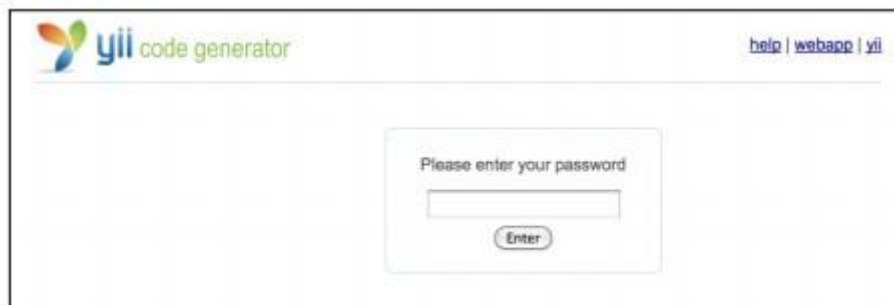 yii code generator
help | webapp | yii
Please enter your password
Enter